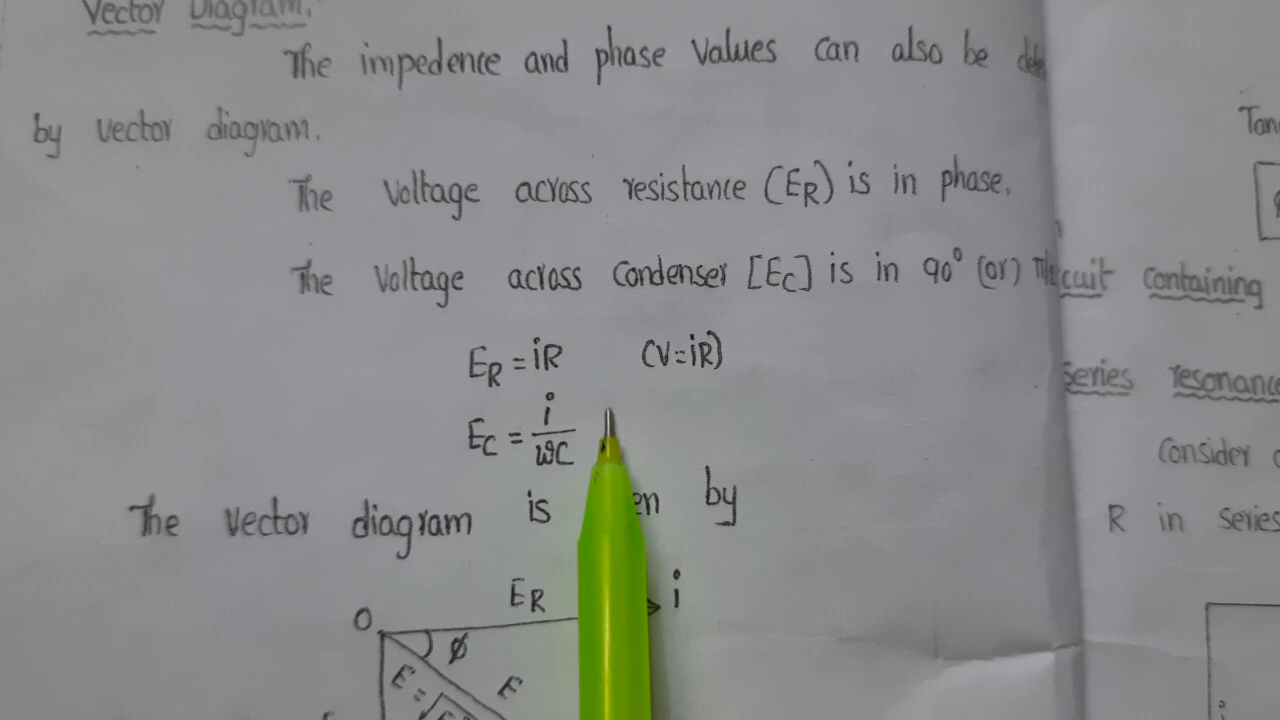 Vector Diagram.
The impedence and phase values can also be
by vector diagram.
The Voltage across resistance (ER) is in phase.
The Voltage across Condenser [EC] is in 90° (or)
ER = iR (V=iR)
EC = i/ωC
The vector diagram is by
ER i
O
φ
E
E = √
Tan
cuit containing
Series resonance
Consider
R in series
i